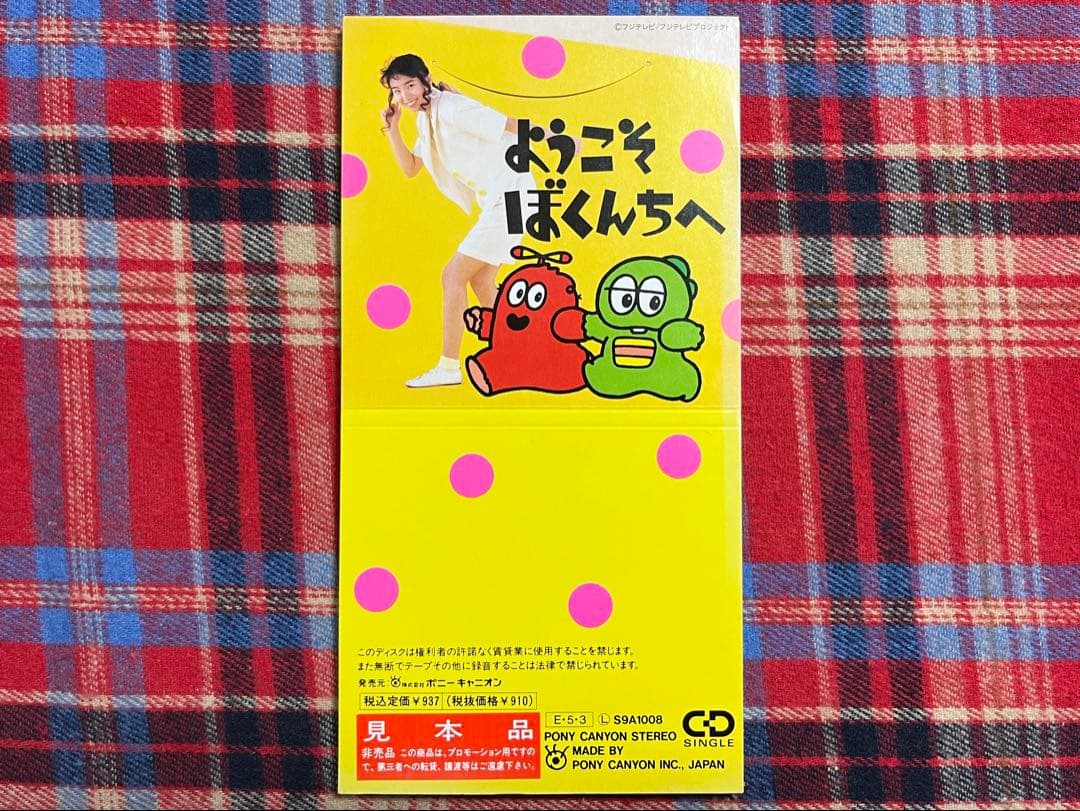 ©フジテレビ/フジテレビプロジェクト
ようこそ
ぼくんちへ
このディスクは権利者の許諾なく賃貸業に使用することを禁じます。
また無断でテープその他に録音することは法律で禁じられています。
発売元: 株式会社 ポニーキャニオン
税込定価￥937 (税抜価格￥910)
見本品
非売品 この商品は、プロモーション用ですの
で、第三者への転貸、譲渡等はご遠慮下さい。
E・5・3 Ⓛ S9A1008
PONY CANYON STEREO
MADE BY
PONY CANYON INC., JAPAN
CD
SINGLE